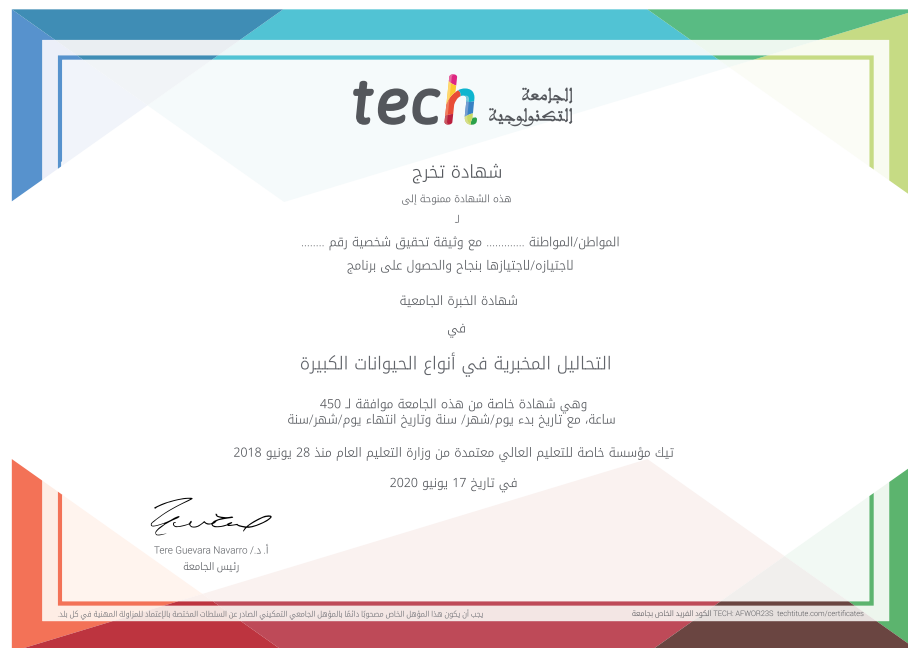 tech الجامعة
التكنولوجية
شهادة تخرج
هذه الشهادة ممنوحة إلى
لـ
المواطن/المواطنة ............. مع وثيقة تحقيق شخصية رقم ........
لاجتيازه/لاجتيازها بنجاح والحصول على برنامج
شهادة الخبرة الجامعية
في
التحاليل المخبرية في أنواع الحيوانات الكبيرة
وهي شهادة خاصة من هذه الجامعة موافقة لـ 450
ساعة، مع تاريخ بدء يوم/شهر/ سنة وتاريخ انتهاء يوم/شهر/سنة
تيك مؤسسة خاصة للتعليم العالي معتمدة من وزارة التعليم العام منذ 28 يونيو 2018
في تاريخ 17 يونيو 2020
أ. د./ Tere Guevara Navarro
رئيس الجامعة
يجب أن يكون هذا المؤهل الخاص مصحوبًا دائمًا بالمؤهل الجامعي التمكيني الصادر عن السلطات المختصة بالإعتماد للمزاولة المهنية في كل بلد.
الكود الفريد الخاص بجامعة TECH: AFWOR23S techtitute.com/certificates